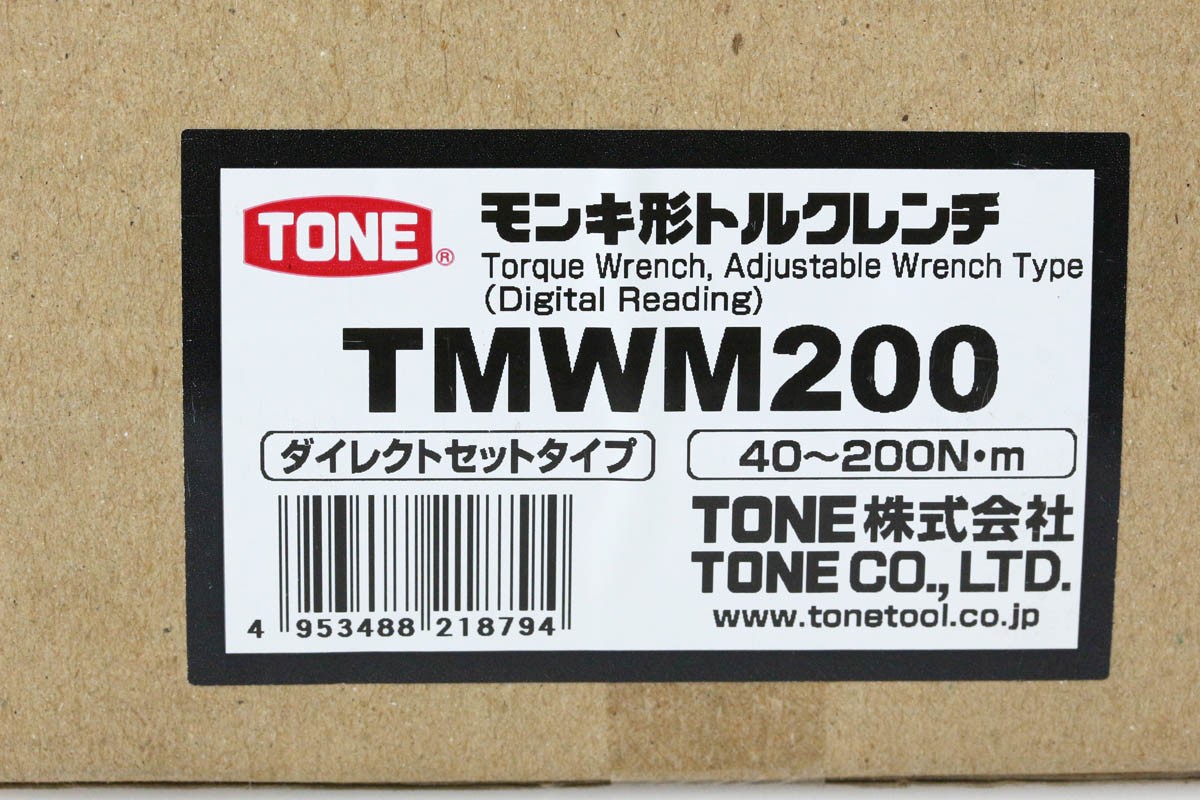 TONE®
モンキ形トルクレンチ
Torque Wrench, Adjustable Wrench Type
(Digital Reading)
TMWM200
ダイレクトセットタイプ
40～200N・m
4 953488 218794
TONE株式会社
TONE CO., LTD.
www.tonetool.co.jp